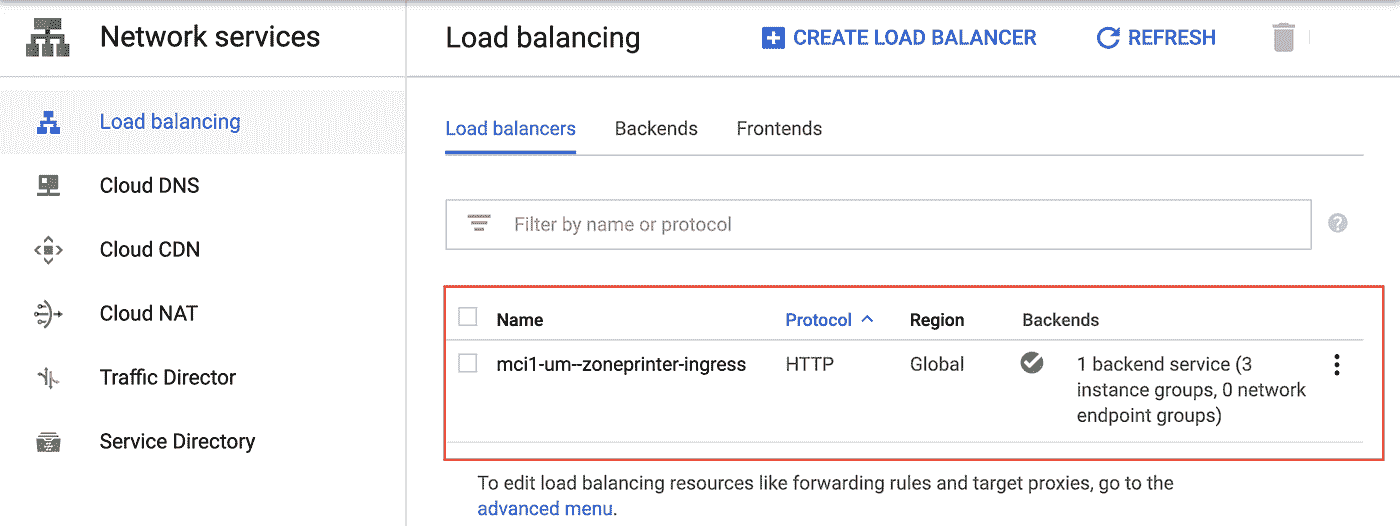 Network services
Load balancing
CREATE LOAD BALANCER
REFRESH
Load balancing
Cloud DNS
Cloud CDN
Cloud NAT
Traffic Director
Service Directory
Load balancers
Backends
Frontends
Filter by name or protocol
Name
Protocol
Region
Backends
mci1-um--zoneprinter-ingress
HTTP
Global
1 backend service (3
instance groups, 0 network
endpoint groups)
To edit load balancing resources like forwarding rules and target proxies, go to the
advanced menu.